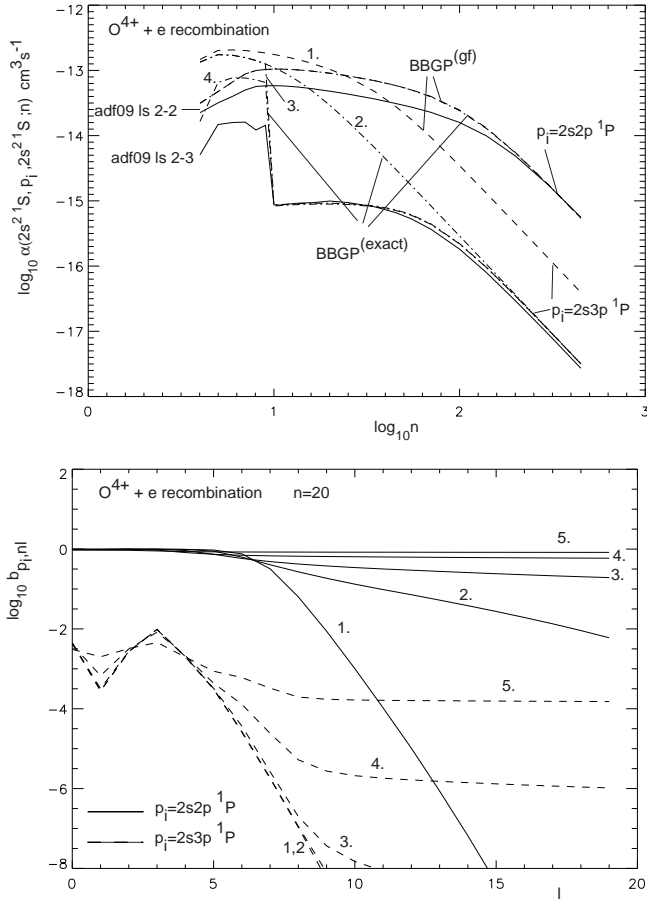 O4+ + e recombination
log10 α(2s2 1S, pi ,2s2 1S ;n) cm3s-1
-12
-13
-14
-15
-16
-17
-18
1.
BBGP(gf)
4.
3.
2.
adf09 ls 2-2
adf09 ls 2-3
pi=2s2p 1P
BBGP(exact)
pi=2s3p 1P
0
1
2
3
log10n
O4+ + e recombination n=20
log10 bpi,nl
2
0
-2
-4
-6
-8
5.
4.
3.
2.
1.
5.
4.
3.
1,2
pi=2s2p 1P
pi=2s3p 1P
0
5
10
15
20
l